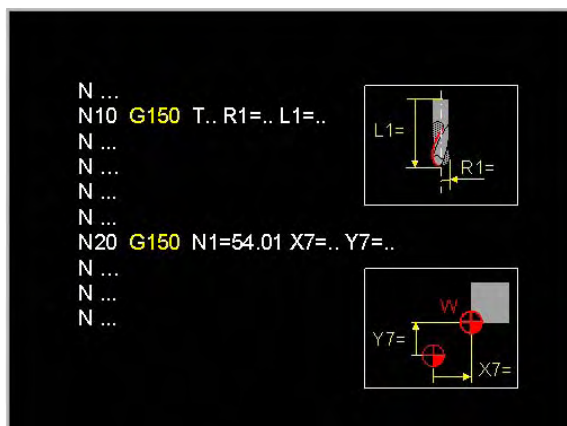 N ...
N10 G150 T.. R1=.. L1=..
N ...
N ...
N ...
N ...
N20 G150 N1=54.01 X7=.. Y7=..
N ...
N ...
N ...
L1=
R1=
W
Y7=
X7=